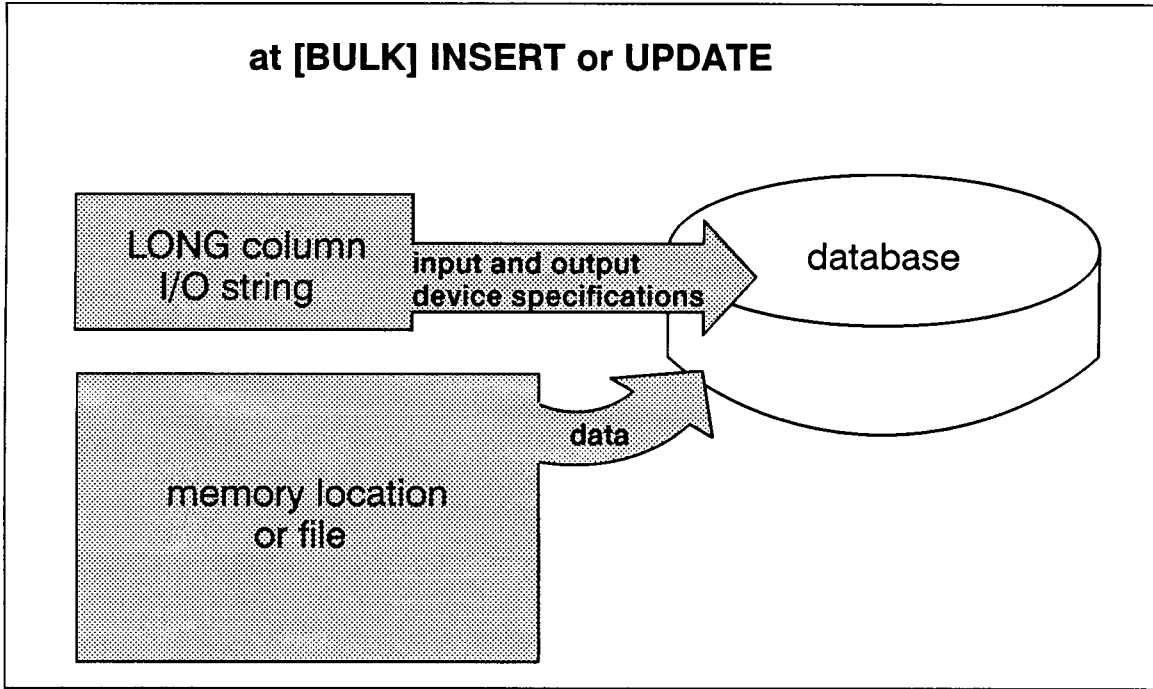 at [BULK] INSERT or UPDATE
LONG column
I/O string
input and output
device specifications
database
data
memory location
or file